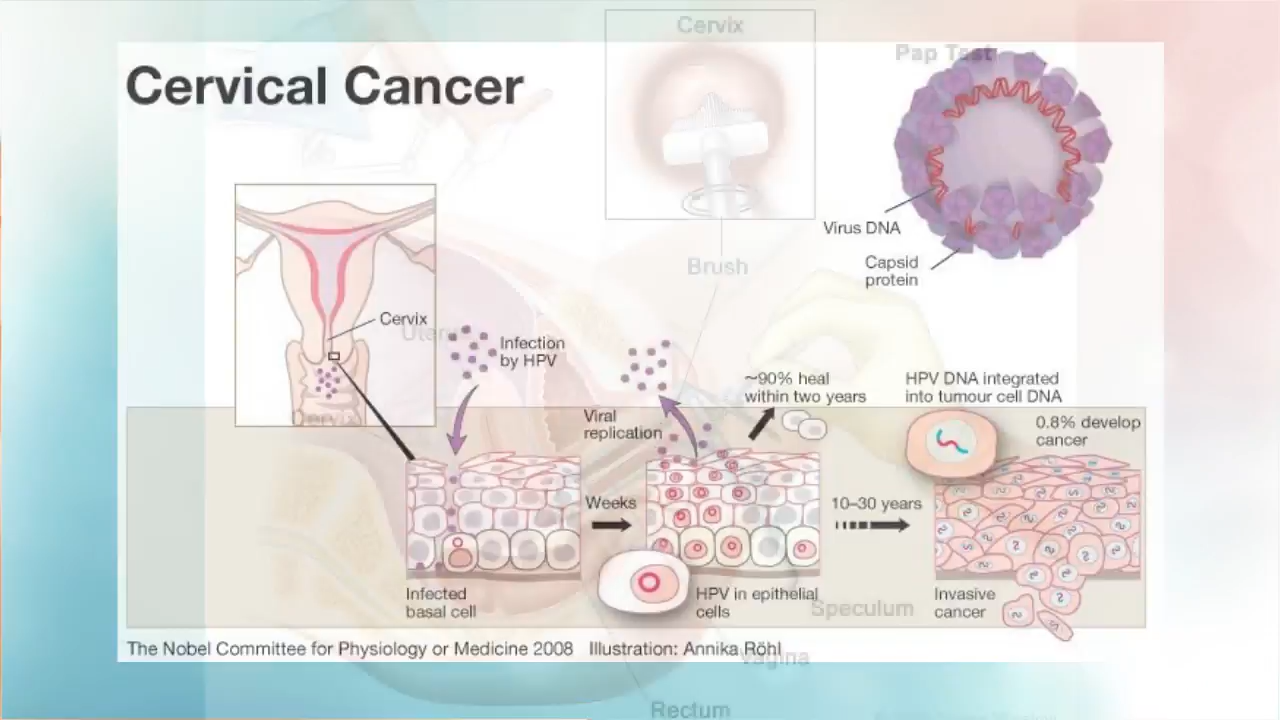 Cervix
Pap Test
Cervical Cancer
Virus DNA
Capsid
protein
Brush
Cervix
Infection
by HPV
~90% heal
within two years
HPV DNA integrated
into tumour cell DNA
Viral
replication
0.8% develop
cancer
Cervix
Weeks
10–30 years
Infected
basal cell
HPV in epithelial
cells
Speculum
Invasive
cancer
The Nobel Committee for Physiology or Medicine 2008 Illustration: Annika Röhl
Vagina
Rectum